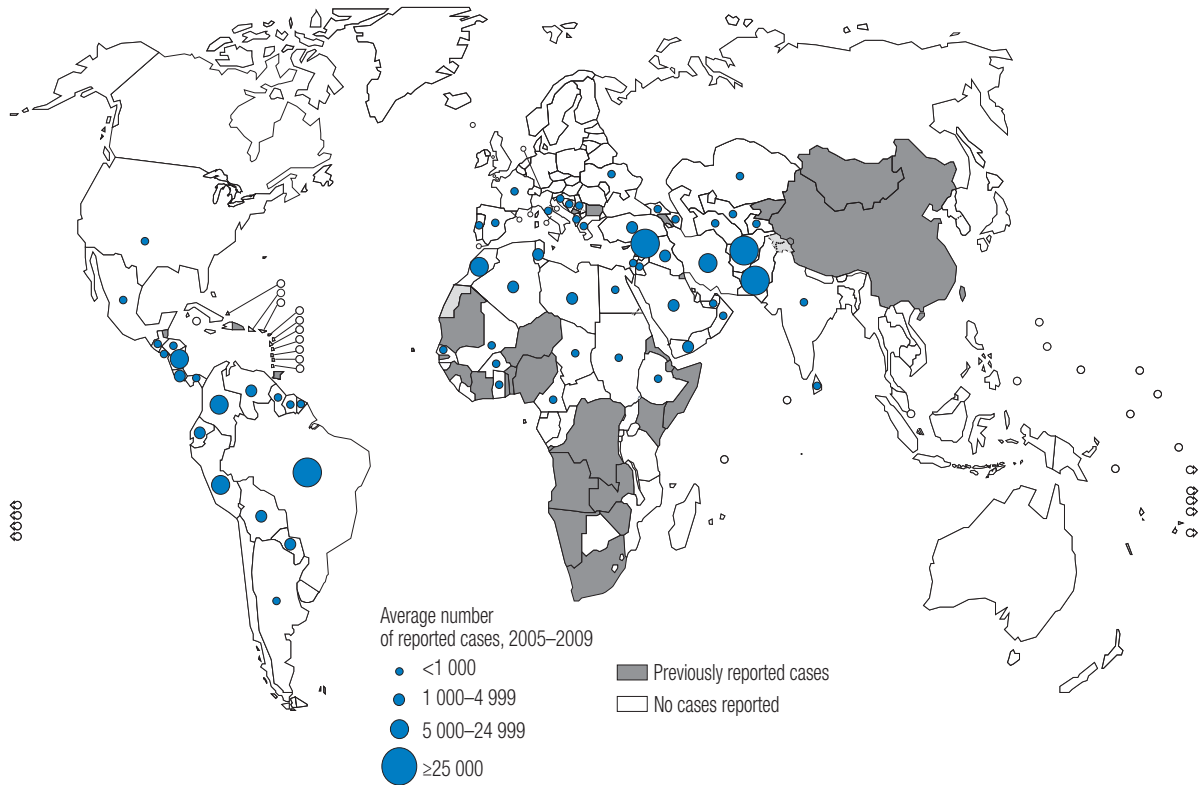 Average number
of reported cases, 2005–2009
<1 000
1 000–4 999
5 000–24 999
≥25 000
Previously reported cases
No cases reported